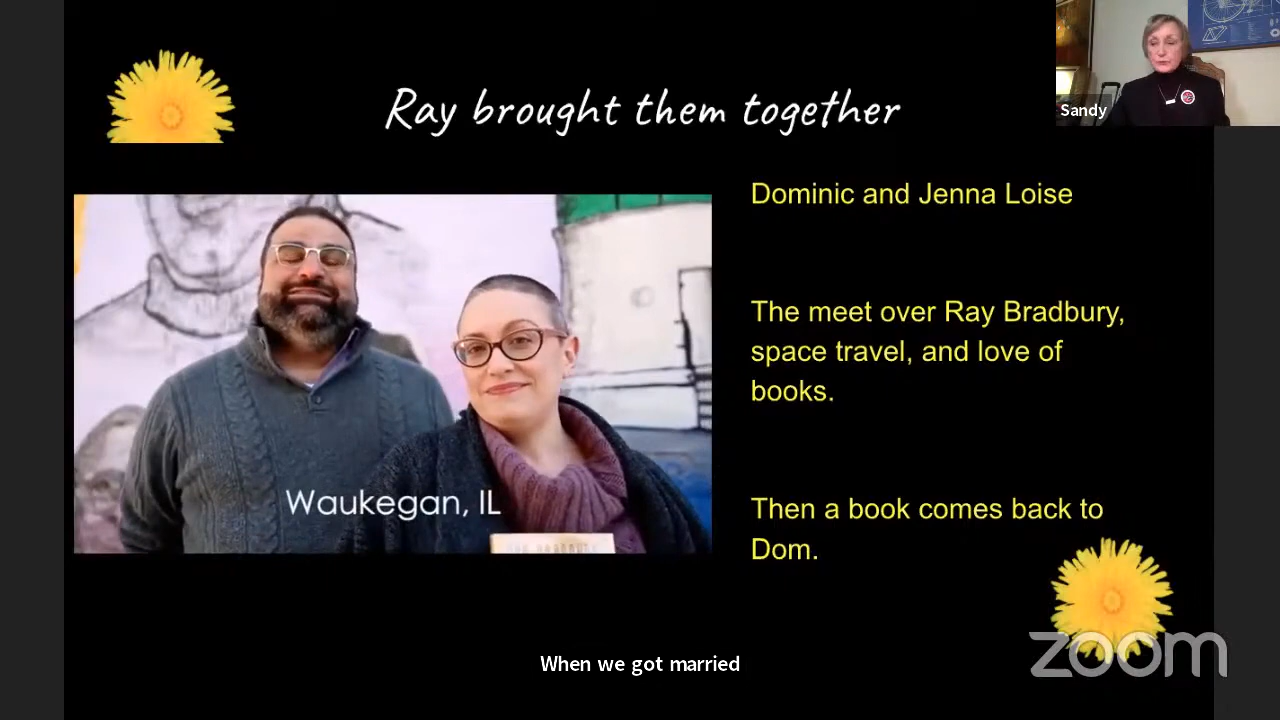 Ray brought them together
Sandy
Dominic and Jenna Loise
The meet over Ray Bradbury,
space travel, and love of
books.
Waukegan, IL
Then a book comes back to
Dom.
When we got married
zoom